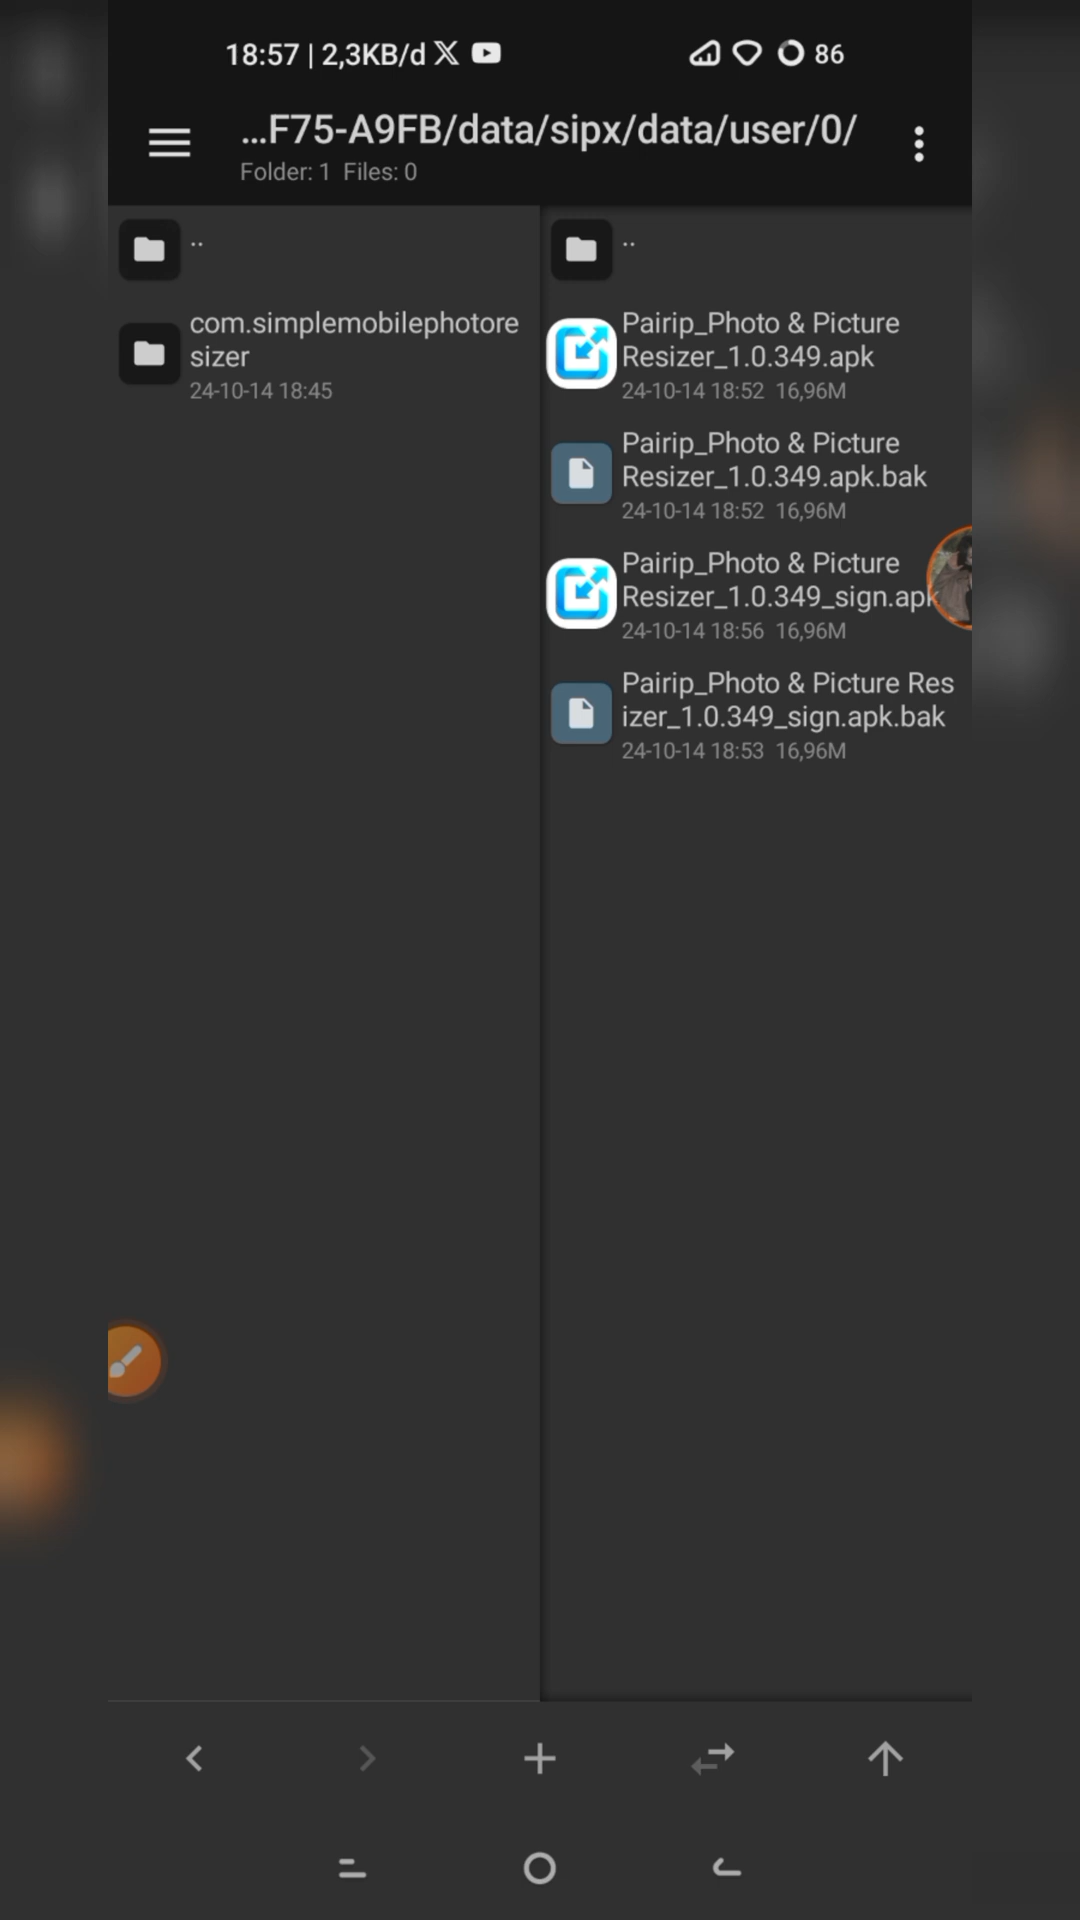 18:57 | 2,3KB/d X
86
...F75-A9FB/data/sipx/data/user/0/
Folder: 1 Files: 0
..
com.simplemobilephotore
sizer
24-10-14 18:45
..
Pairip_Photo & Picture
Resizer_1.0.349.apk
24-10-14 18:52 16,96M
Pairip_Photo & Picture
Resizer_1.0.349.apk.bak
24-10-14 18:52 16,96M
Pairip_Photo & Picture
Resizer_1.0.349_sign.apk
24-10-14 18:56 16,96M
Pairip_Photo & Picture Res
izer_1.0.349_sign.apk.bak
24-10-14 18:53 16,96M